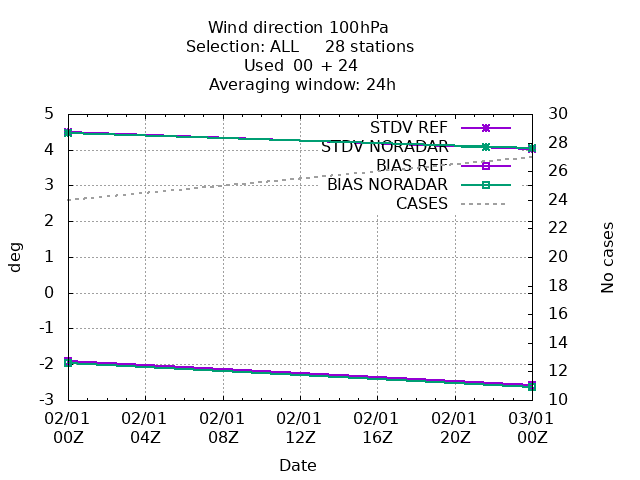 Wind direction 100hPa
Selection: ALL 28 stations
Used 00 + 24
Averaging window: 24h
5
4
3
2
1
0
-1
-2
-3
deg
30
28
26
24
22
20
18
16
14
12
10
No cases
STDV REF
STDV NORADAR
BIAS REF
BIAS NORADAR
CASES
02/01 02/01 02/01 02/01 02/01 02/01 03/01
00Z 04Z 08Z 12Z 16Z 20Z 00Z
Date